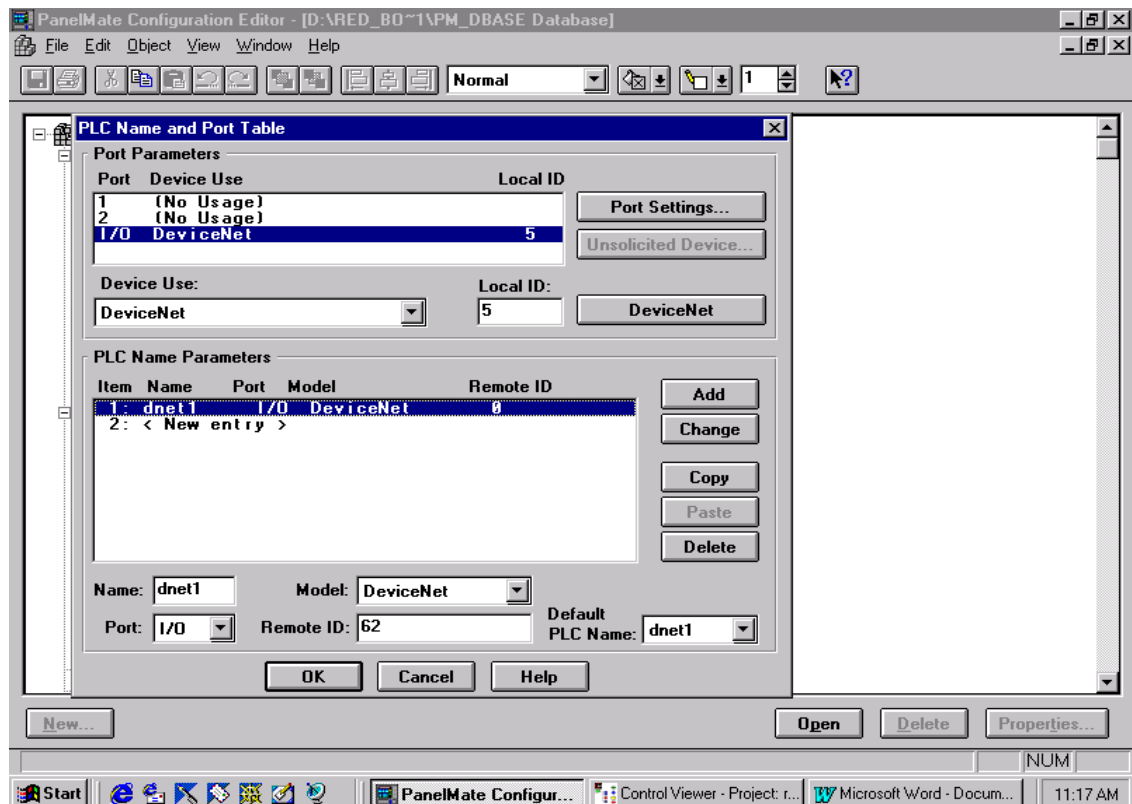 PanelMate Configuration Editor - [D:\RED_BO~1\PM_DBASE Database]
File Edit Object View Window Help
Normal 1
PLC Name and Port Table
Port Parameters
Port Device Use Local ID
1 (No Usage)
2 (No Usage)
I/O DeviceNet 5
Port Settings...
Unsolicited Device...
Device Use: Local ID:
DeviceNet 5 DeviceNet
PLC Name Parameters
Item Name Port Model Remote ID
1: dnet1 I/O DeviceNet 0
2: < New entry >
Add
Change
Copy
Paste
Delete
Name: dnet1 Model: DeviceNet
Port: I/O Remote ID: 62 Default PLC Name: dnet1
OK Cancel Help
New... Open Delete Properties...
NUM
Start PanelMate Configur... Control Viewer - Project: r... Microsoft Word - Docum... 11:17 AM